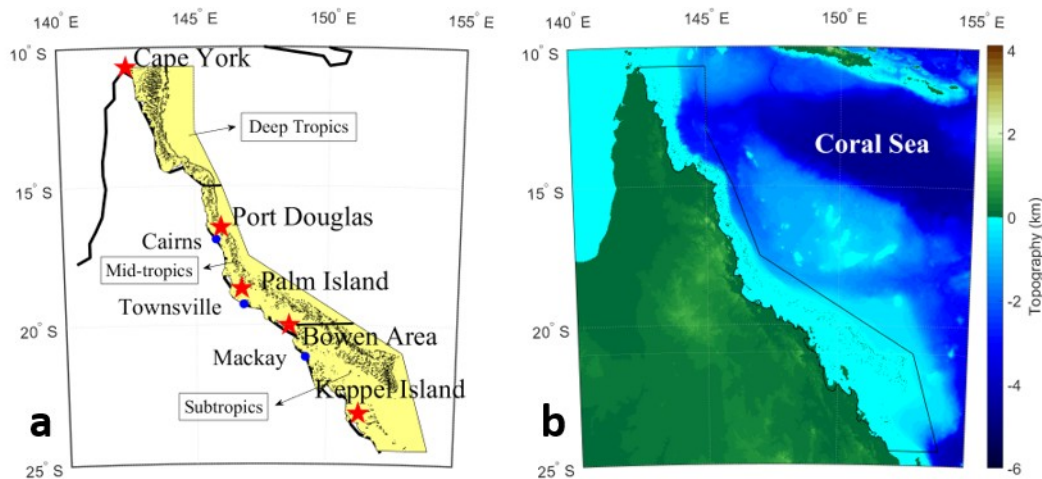 140° E
145° E
150° E
155° E
10° S
15° S
20° S
25° S
Cape York
Deep Tropics
Port Douglas
Cairns
Mid-tropics
Palm Island
Townsville
Bowen Area
Mackay
Keppel Island
Subtropics
a
140° E
145° E
150° E
155° E
10° S
15° S
20° S
25° S
Coral Sea
b
4
2
0
-2
-4
-6
Topography (km)